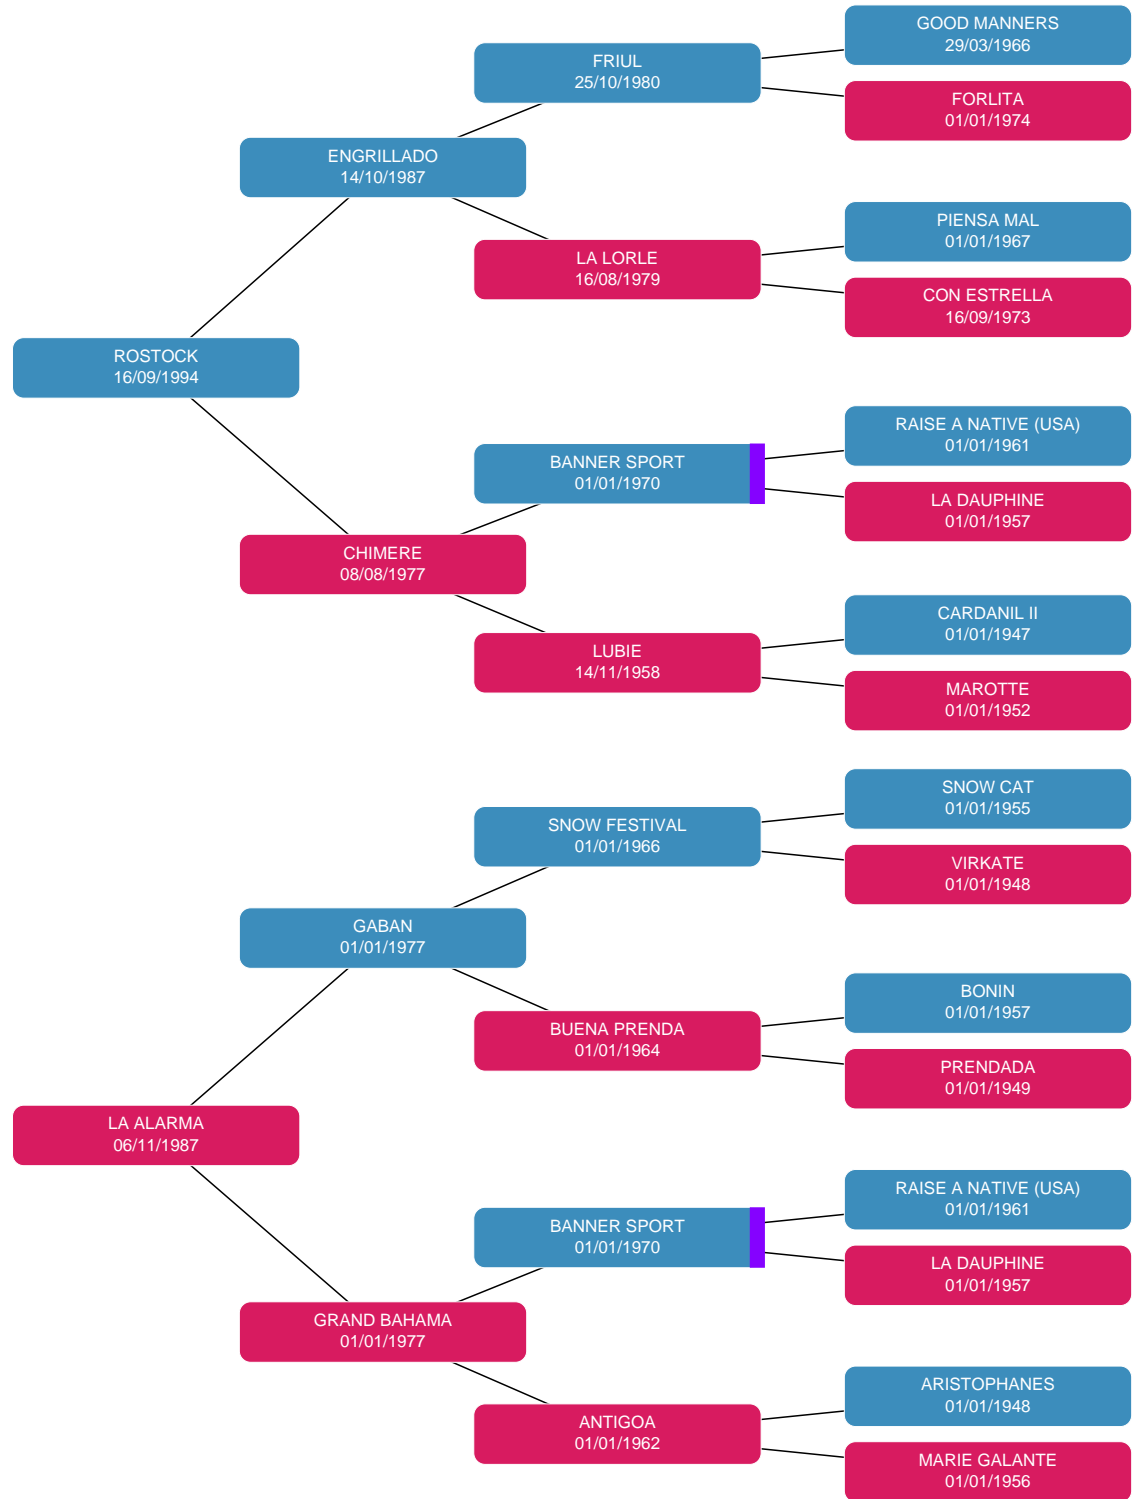 GOOD MANNERS
29/03/1966
FRIUL
25/10/1980
FORLITA
01/01/1974
ENGRILLADO
14/10/1987
PIENSA MAL
01/01/1967
LA LORLE
16/08/1979
CON ESTRELLA
16/09/1973
ROSTOCK
16/09/1994
RAISE A NATIVE (USA)
01/01/1961
BANNER SPORT
01/01/1970
LA DAUPHINE
01/01/1957
CHIMERE
08/08/1977
CARDANIL II
01/01/1947
LUBIE
14/11/1958
MAROTTE
01/01/1952
SNOW CAT
01/01/1955
SNOW FESTIVAL
01/01/1966
VIRKATE
01/01/1948
GABAN
01/01/1977
BONIN
01/01/1957
BUENA PRENDA
01/01/1964
PRENDADA
01/01/1949
LA ALARMA
06/11/1987
RAISE A NATIVE (USA)
01/01/1961
BANNER SPORT
01/01/1970
LA DAUPHINE
01/01/1957
GRAND BAHAMA
01/01/1977
ARISTOPHANES
01/01/1948
ANTIGOA
01/01/1962
MARIE GALANTE
01/01/1956